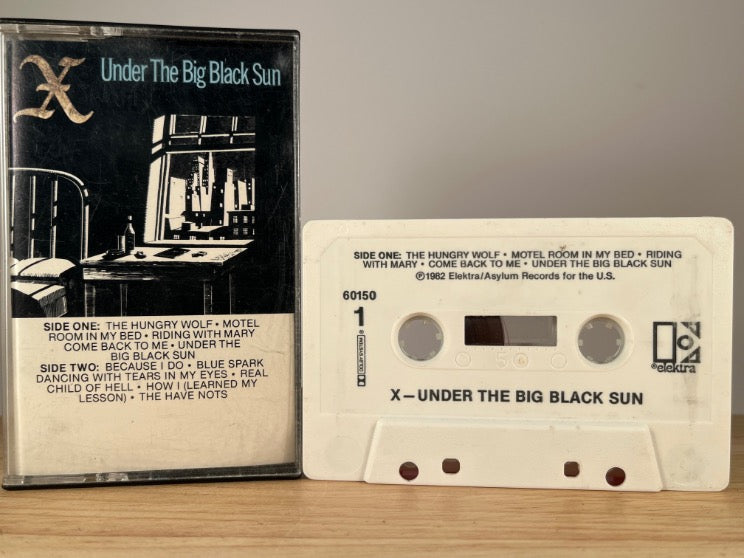 X
Under The Big Black Sun
SIDE ONE: THE HUNGRY WOLF • MOTEL
ROOM IN MY BED • RIDING WITH MARY
COME BACK TO ME • UNDER THE
BIG BLACK SUN
SIDE TWO: BECAUSE I DO • BLUE SPARK
DANCING WITH TEARS IN MY EYES • REAL
CHILD OF HELL • HOW I (LEARNED MY
LESSON) • THE HAVE NOTS
SIDE ONE: THE HUNGRY WOLF • MOTEL ROOM IN MY BED • RIDING
WITH MARY • COME BACK TO ME • UNDER THE BIG BLACK SUN
℗1982 Elektra/Asylum Records for the U.S.
60150
1
elektra
X—UNDER THE BIG BLACK SUN